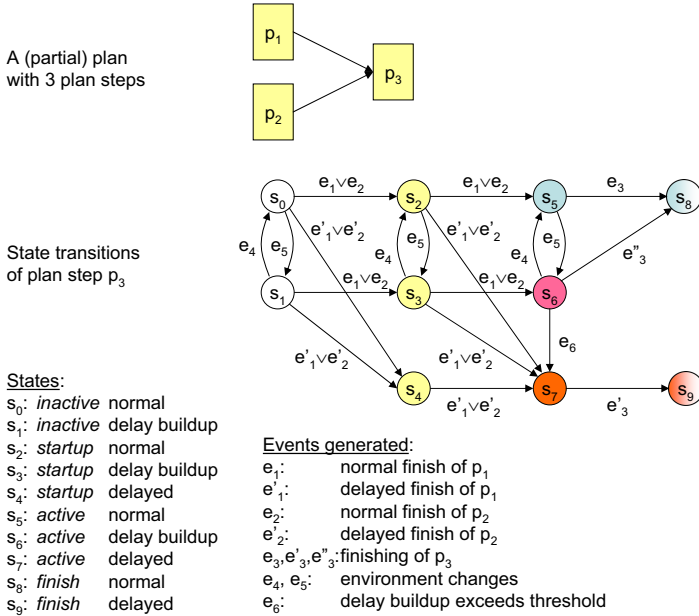 A (partial) plan
with 3 plan steps
p₁
p₂
p₃
State transitions
of plan step p₃
s₀
e₁∨e₂
s₂
e₁∨e₂
s₅
e₃
s₈
e'₁∨e'₂
e'₁∨e'₂
e₄
e₅
e₄
e₅
e₄
e₅
e"₃
s₁
e₁∨e₂
s₃
e₁∨e₂
s₆
e₆
e'₁∨e'₂
e'₁∨e'₂
s₄
e'₁∨e'₂
s₇
e'₃
s₉
States:
s₀: inactive normal
s₁: inactive delay buildup
s₂: startup normal
s₃: startup delay buildup
s₄: startup delayed
s₅: active normal
s₆: active delay buildup
s₇: active delayed
s₈: finish normal
s₉: finish delayed
Events generated:
e₁: normal finish of p₁
e'₁: delayed finish of p₁
e₂: normal finish of p₂
e'₂: delayed finish of p₂
e₃,e'₃,e"₃: finishing of p₃
e₄, e₅: environment changes
e₆: delay buildup exceeds threshold